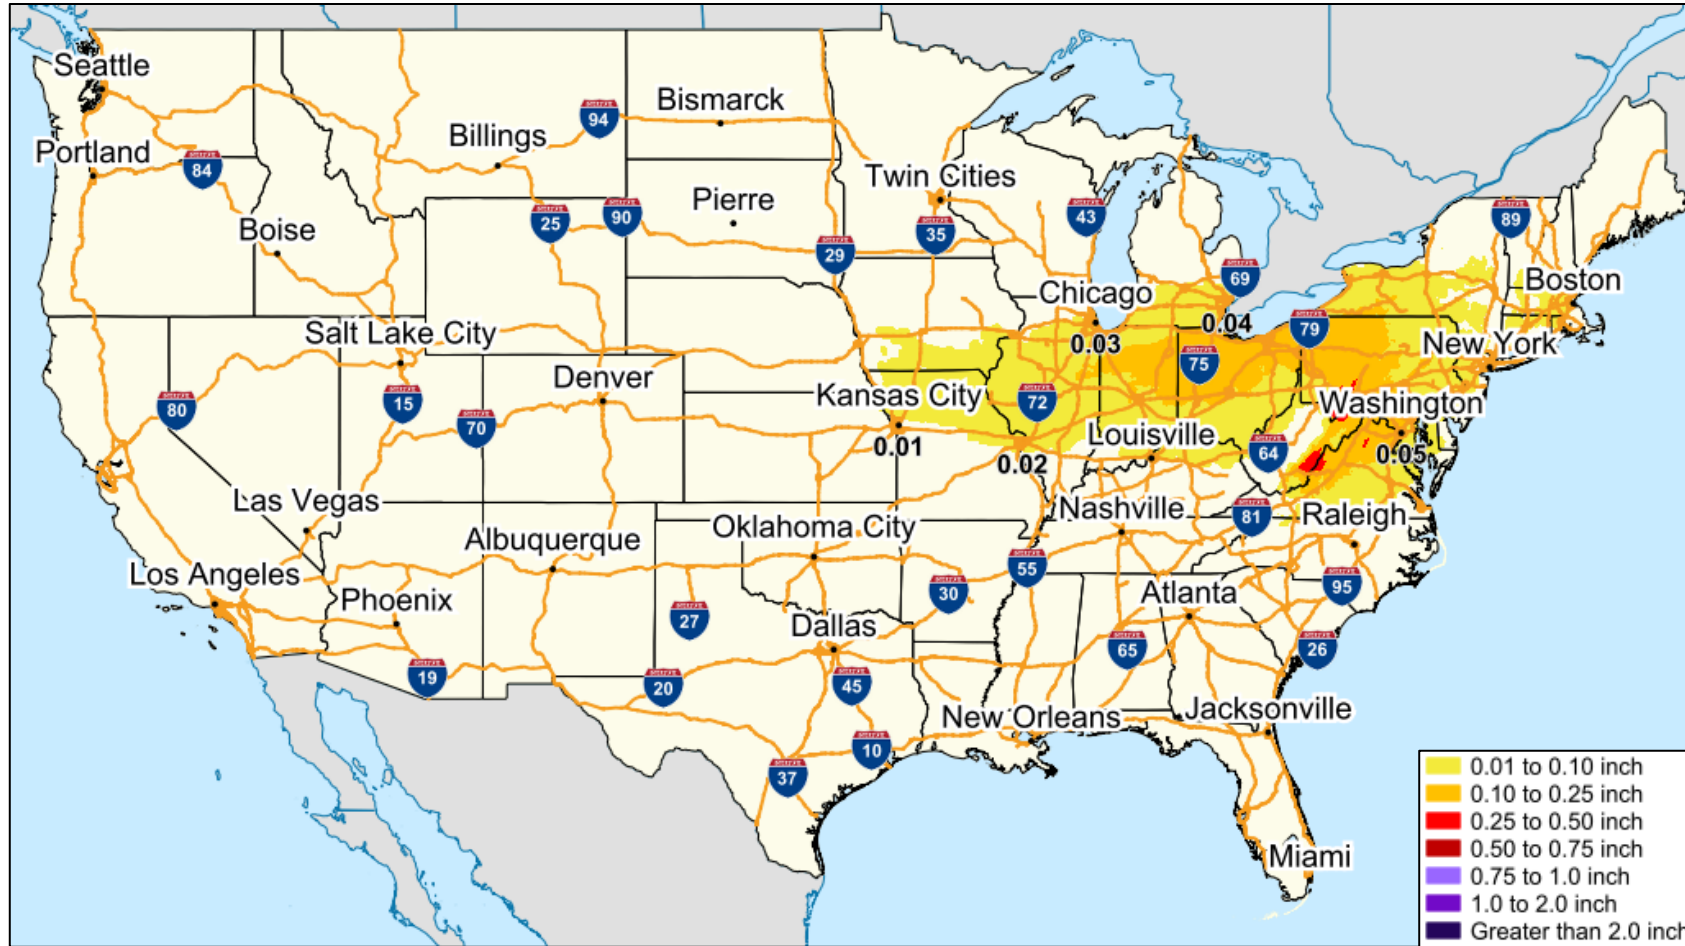 Seattle
Bismarck
94
Billings
Portland
84
Twin Cities
Pierre
25
90
43
89
Boise
35
29
69
Boston
Chicago
0.04
79
Salt Lake City
0.03
New York
75
Denver
Kansas City
15
72
Washington
80
70
Louisville
0.01
64
0.05
0.02
Las Vegas
Nashville
81
Raleigh
Oklahoma City
Albuquerque
55
Los Angeles
95
Phoenix
30
Atlanta
27
Dallas
65
26
19
20
45
New Orleans
Jacksonville
10
37
0.01 to 0.10 inch
0.10 to 0.25 inch
0.25 to 0.50 inch
0.50 to 0.75 inch
0.75 to 1.0 inch
Miami
1.0 to 2.0 inch
Greater than 2.0 inch